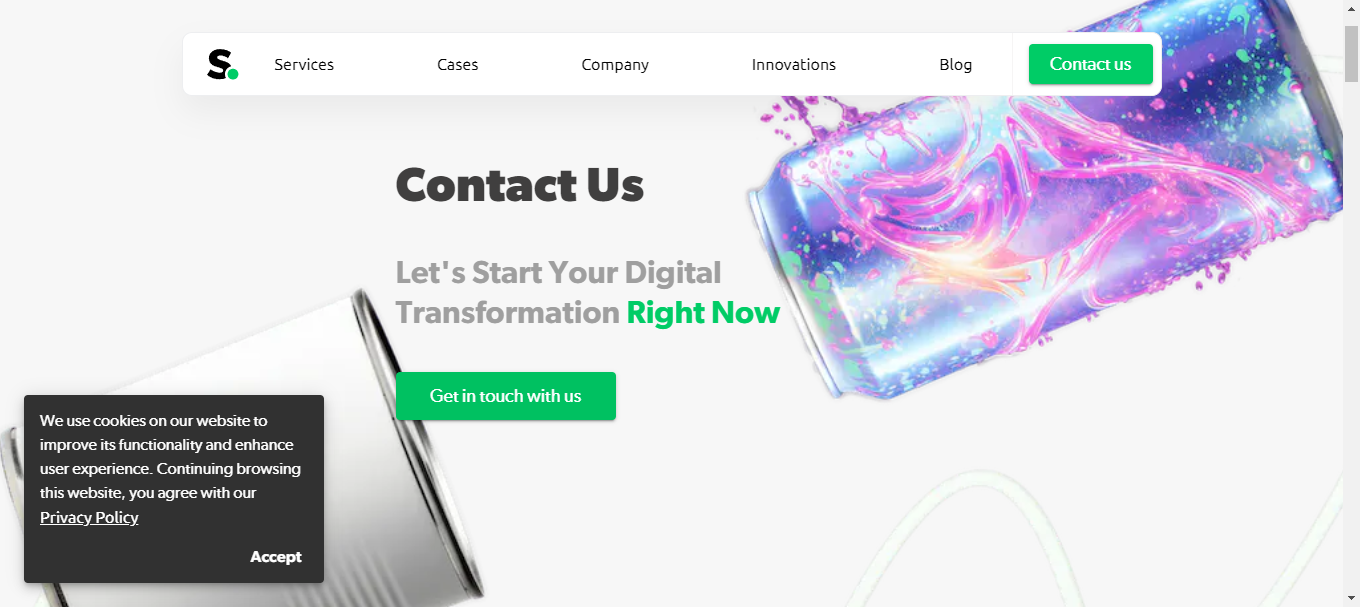 S.
Services
Cases
Company
Innovations
Blog
Contact us
Contact Us
Let's Start Your Digital
Transformation Right Now
Get in touch with us
We use cookies on our website to
improve its functionality and enhance
user experience. Continuing browsing
this website, you agree with our
Privacy Policy
Accept